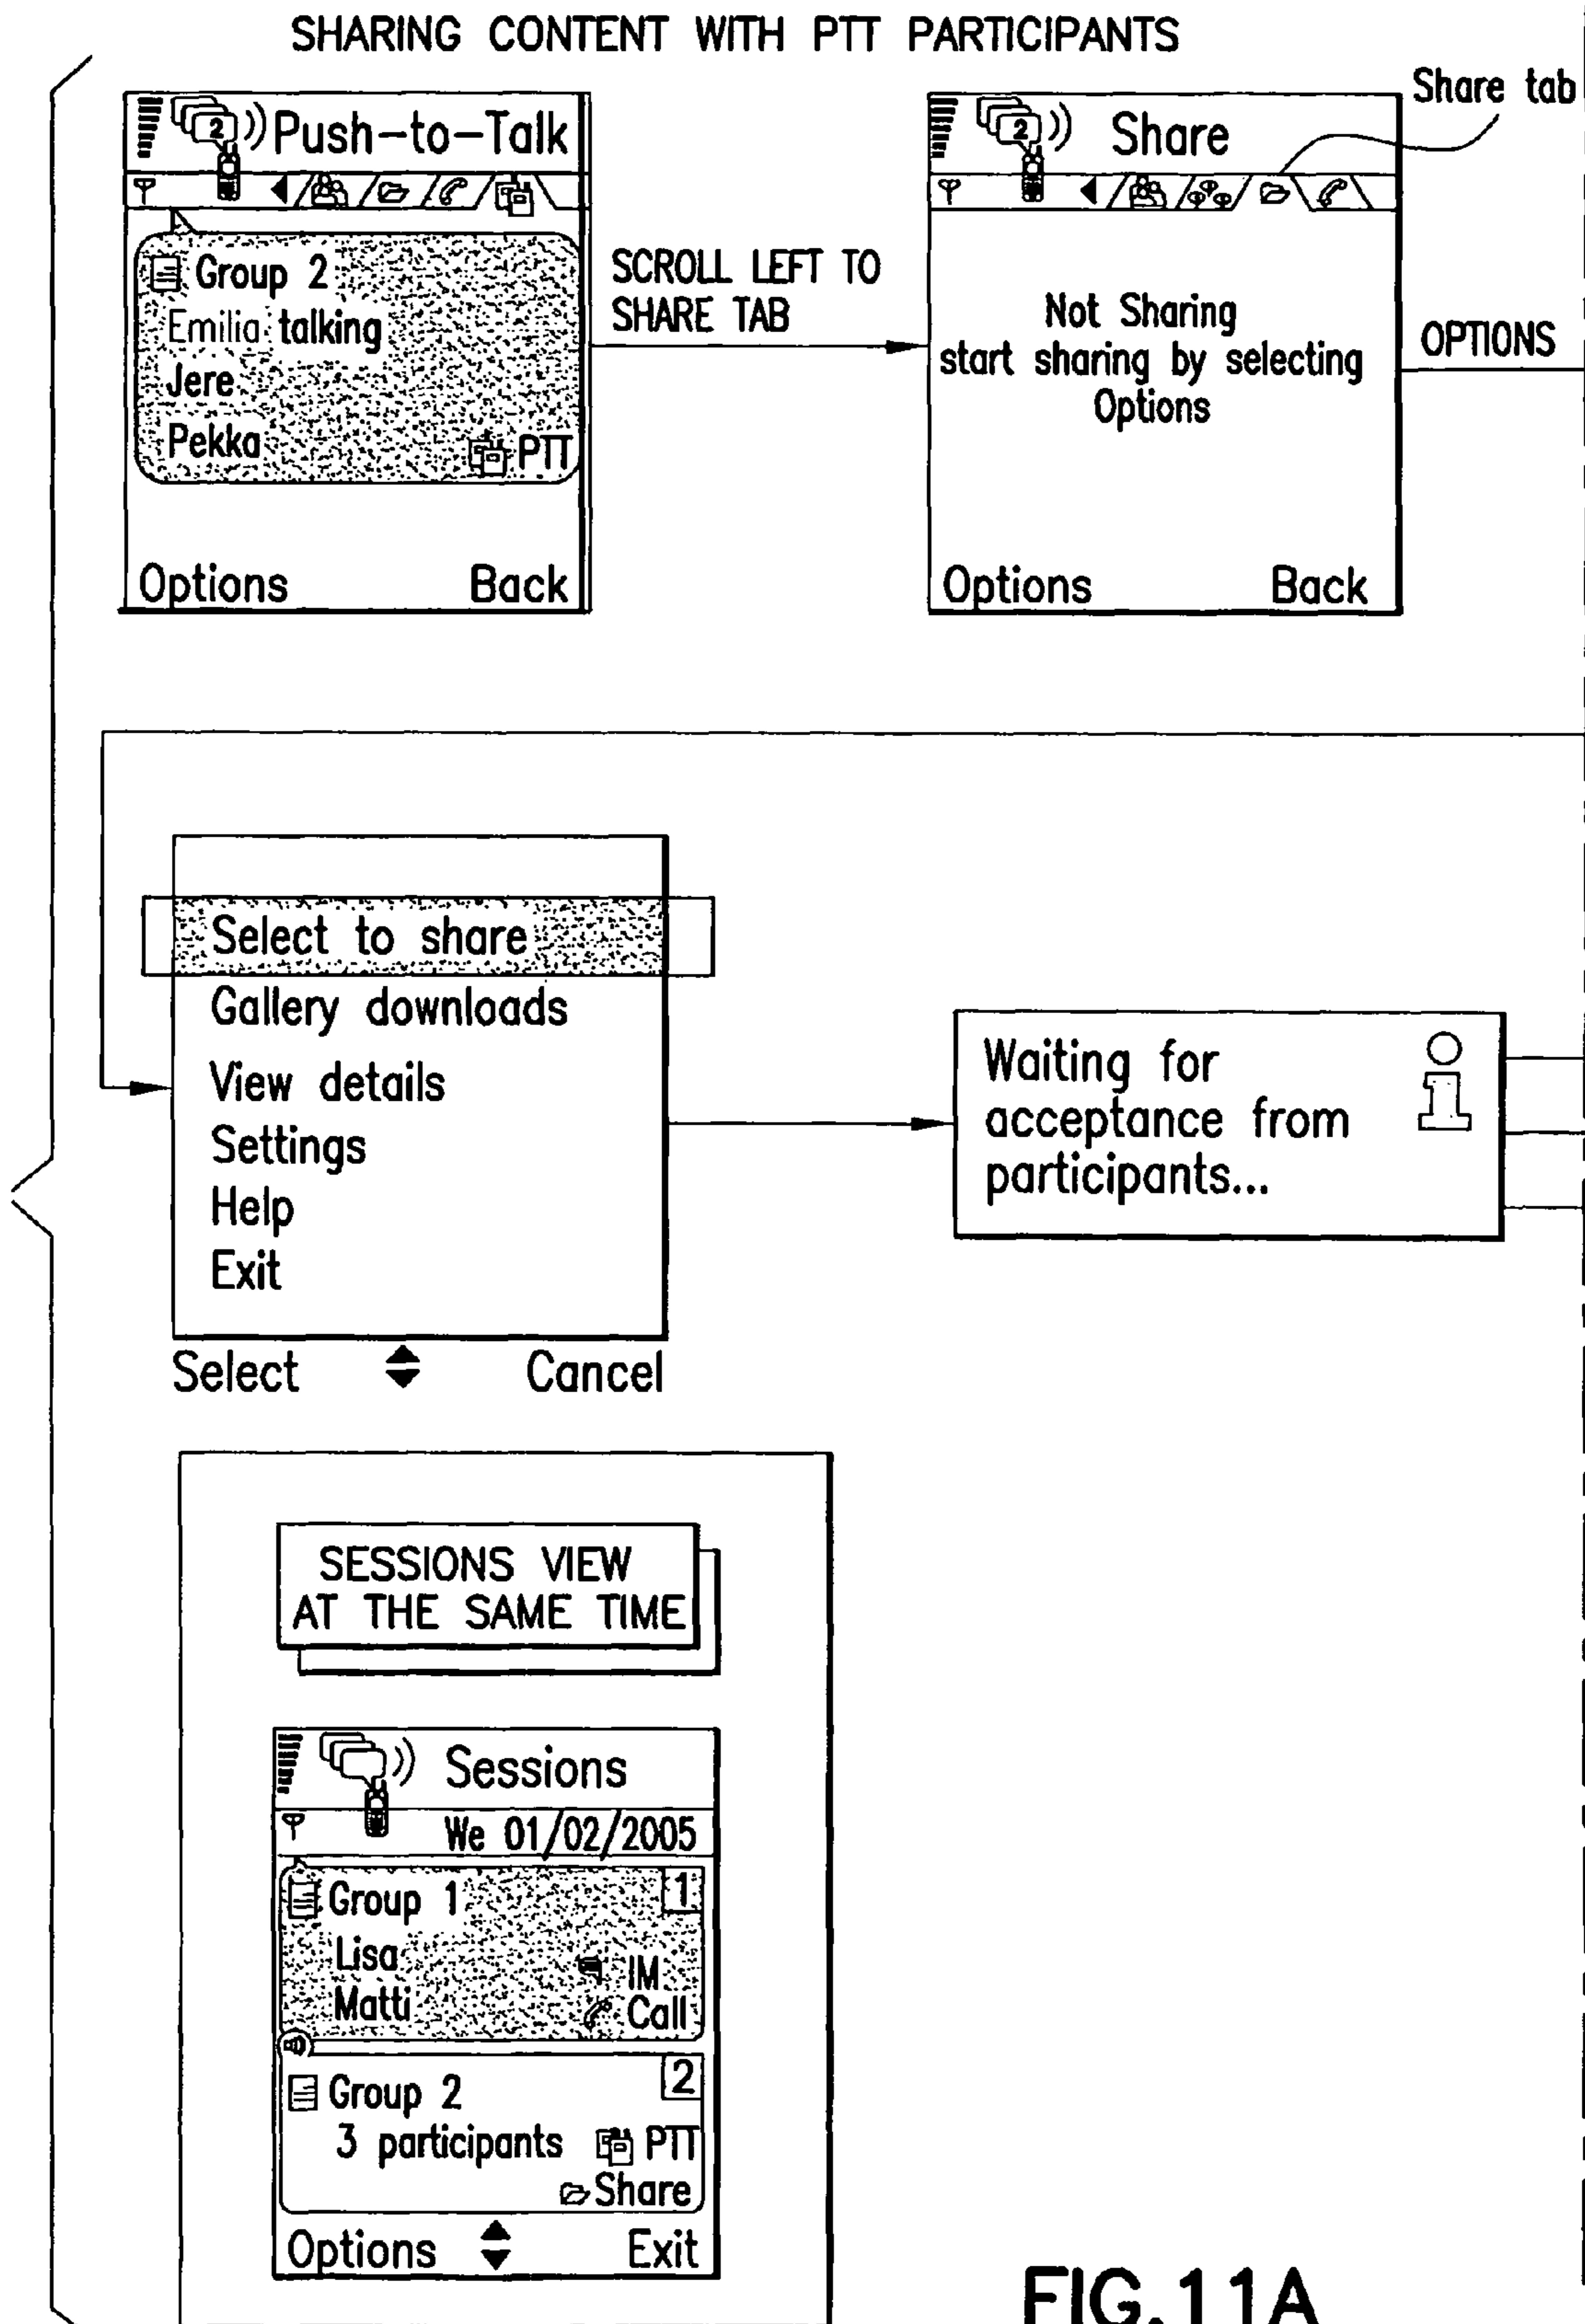 SHARING CONTENT WITH PTT PARTICIPANTS
2 Push-to-Talk
Group 2
Emilia talking
Jere
Pekka
PTT
Options Back
SCROLL LEFT TO
SHARE TAB
Share tab
2 Share
Not Sharing
start sharing by selecting
Options
Options Back
OPTIONS
Select to share
Gallery downloads
View details
Settings
Help
Exit
Select Cancel
Waiting for
acceptance from
participants...
i
SESSIONS VIEW
AT THE SAME TIME
Sessions
We 01/02/2005
Group 1 1
Lisa
IM
Matti
Call
Group 2 2
3 participants PTT
Share
Options Exit
FIG.11A